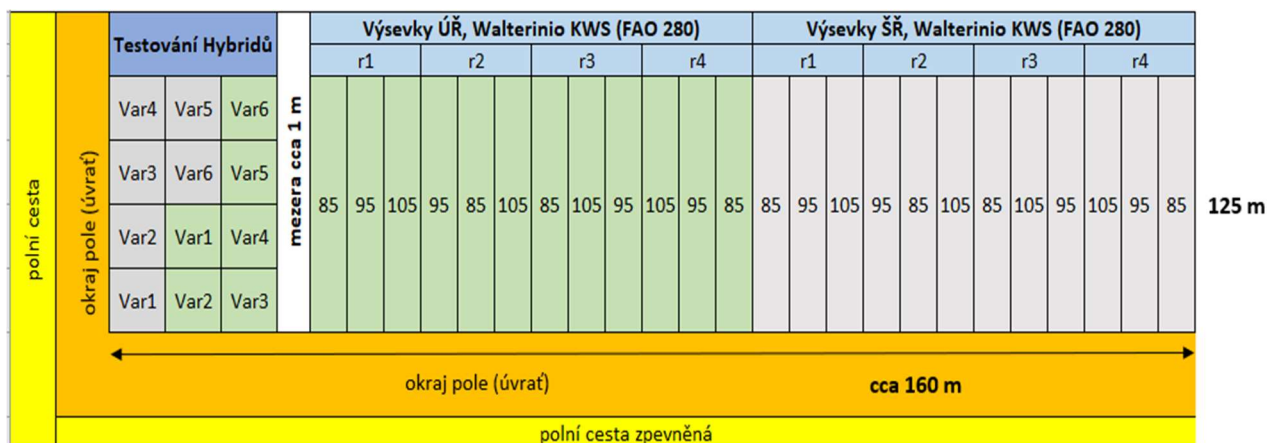 Testování Hybridů
Výsevky ÚŘ, Walterinio KWS (FAO 280)
Výsevky ŠŘ, Walterinio KWS (FAO 280)
r1 r2 r3 r4 r1 r2 r3 r4
polní cesta
okraj pole (úvrať)
Var4 Var5 Var6
Var3 Var6 Var5
Var2 Var1 Var4
Var1 Var2 Var3
mezera cca 1 m
85 95 105 95 85 105 85 105 95 105 95 85 85 95 105 95 85 105 85 105 95 105 95 85
125 m
okraj pole (úvrať)
cca 160 m
polní cesta zpevněná